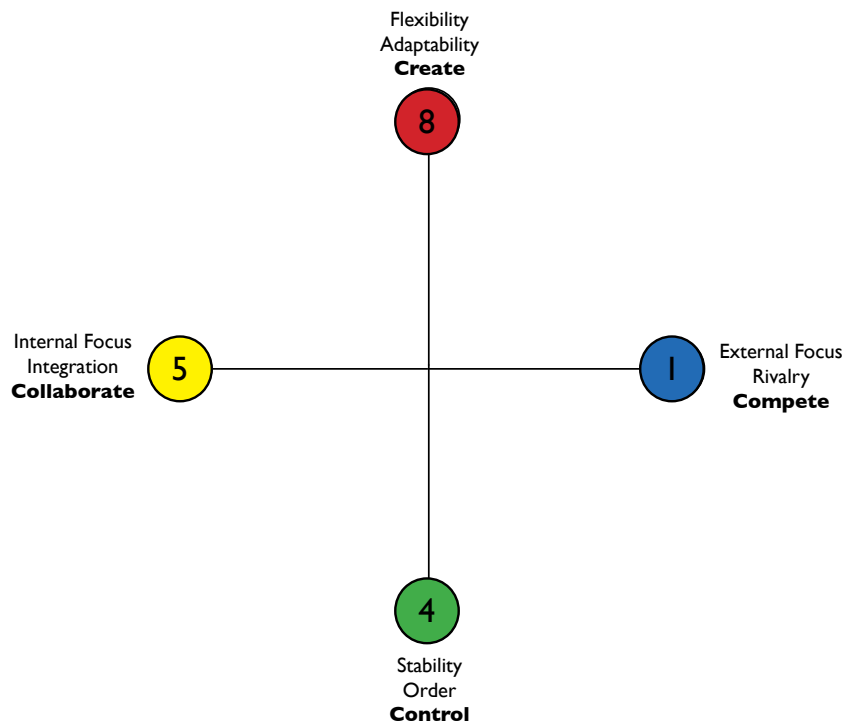 Flexibility
Adaptability
Create
8
Internal Focus
Integration
Collaborate
5
1
External Focus
Rivalry
Compete
4
Stability
Order
Control